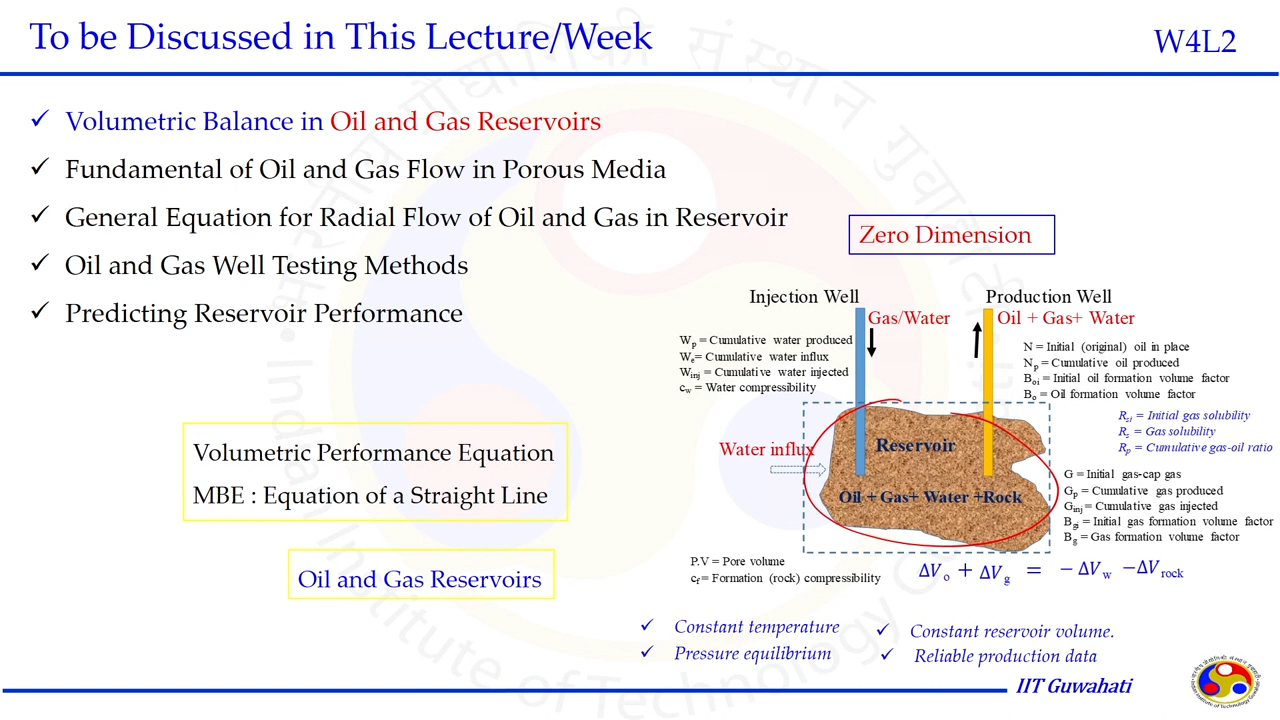 To be Discussed in This Lecture/Week
W4L2
✓ Volumetric Balance in Oil and Gas Reservoirs
✓ Fundamental of Oil and Gas Flow in Porous Media
✓ General Equation for Radial Flow of Oil and Gas in Reservoir
✓ Oil and Gas Well Testing Methods
✓ Predicting Reservoir Performance
Volumetric Performance Equation
MBE : Equation of a Straight Line
Oil and Gas Reservoirs
Zero Dimension
Injection Well
Production Well
Gas/Water
Oil + Gas+ Water
Wp = Cumulative water produced
We= Cumulative water influx
Winj = Cumulative water injected
cw = Water compressibility
N = Initial (original) oil in place
Np = Cumulative oil produced
Boi = Initial oil formation volume factor
Bo = Oil formation volume factor
Rsi = Initial gas solubility
Rs = Gas solubility
Rp = Cumulative gas-oil ratio
Water influx
Reservoir
Oil + Gas+ Water +Rock
G = Initial gas-cap gas
Gp = Cumulative gas produced
Ginj = Cumulative gas injected
Bgi = Initial gas formation volume factor
Bg = Gas formation volume factor
P.V = Pore volume
cf = Formation (rock) compressibility
ΔVo + ΔVg = − ΔVw −ΔVrock
✓ Constant temperature
✓ Pressure equilibrium
✓ Constant reservoir volume.
✓ Reliable production data
IIT Guwahati
Indian Institute of Technology